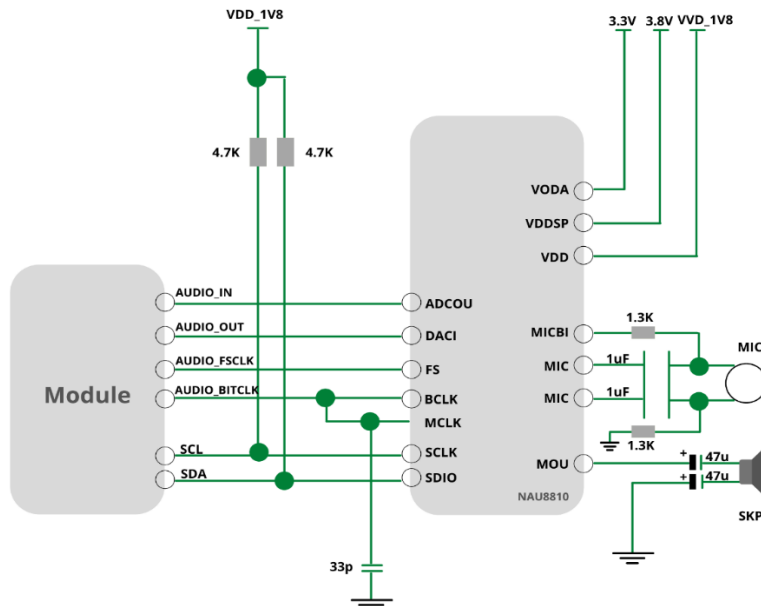 VDD_1V8
3.3V 3.8V VVD_1V8
4.7K 4.7K
VODA
VDDSP
VDD
Module
AUDIO_IN
AUDIO_OUT
AUDIO_FSCLK
AUDIO_BITCLK
SCL
SDA
ADCOU
DACI
FS
BCLK
MCLK
SCLK
SDIO
NAU8810
MICBI
MIC
MIC
MOU
1.3K
1uF
1uF
1.3K
MIC
+ 47u
+ 47u
SKP
33p